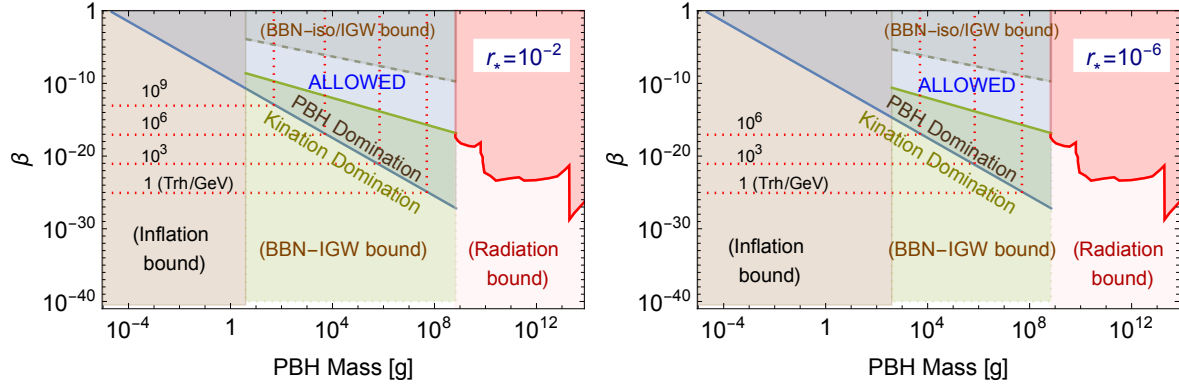 1
10^−10
10^−20
10^−30
10^−40
β
(BBN−iso/IGW bound)
r_*=10^−2
ALLOWED
10^9
10^6
10^3
1 (Trh/GeV)
PBH Domination
Kination Domination
(Inflation
bound)
(BBN−IGW bound)
(Radiation
bound)
10^−4
1
10^4
10^8
10^12
PBH Mass [g]
1
10^−10
10^−20
10^−30
10^−40
β
(BBN−iso/IGW bound)
r_*=10^−6
ALLOWED
10^6
10^3
1 (Trh/GeV)
PBH Domination
Kination Domination
(Inflation
bound)
(BBN−IGW bound)
(Radiation
bound)
10^−4
1
10^4
10^8
10^12
PBH Mass [g]